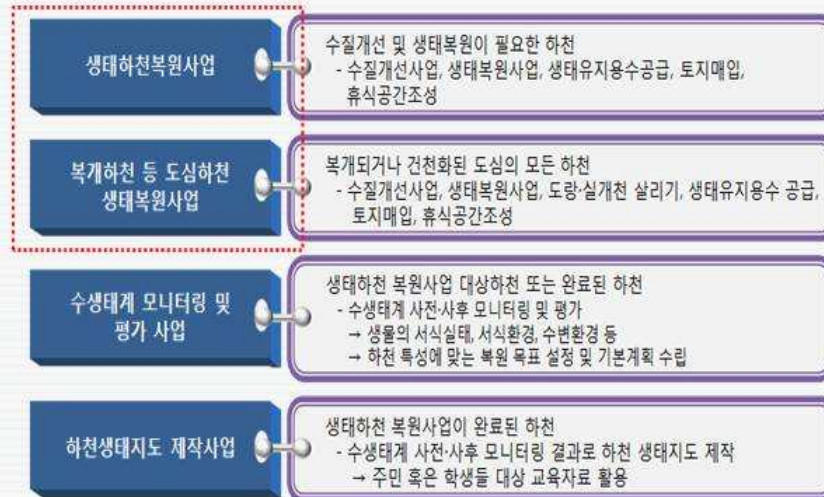 생태하천복원사업
수질개선 및 생태복원이 필요한 하천
- 수질개선사업, 생태복원사업, 생태유지용수공급, 토지매입,
휴식공간조성
복개하천 등 도심하천
생태복원사업
복개되거나 건천화된 도심의 모든 하천
- 수질개선사업, 생태복원사업, 도랑·실개천 살리기, 생태유지용수 공급,
토지매입, 휴식공간조성
수생태계 모니터링 및
평가 사업
생태하천 복원사업 대상하천 또는 완료된 하천
- 수생태계 사전·사후 모니터링 및 평가
→ 생물의 서식실태, 서식환경, 수변환경 등
→ 하천 특성에 맞는 복원 목표 설정 및 기본계획 수립
하천생태지도 제작사업
생태하천 복원사업이 완료된 하천
- 수생태계 사전·사후 모니터링 결과로 하천 생태지도 제작
→ 주민 혹은 학생들 대상 교육자료 활용